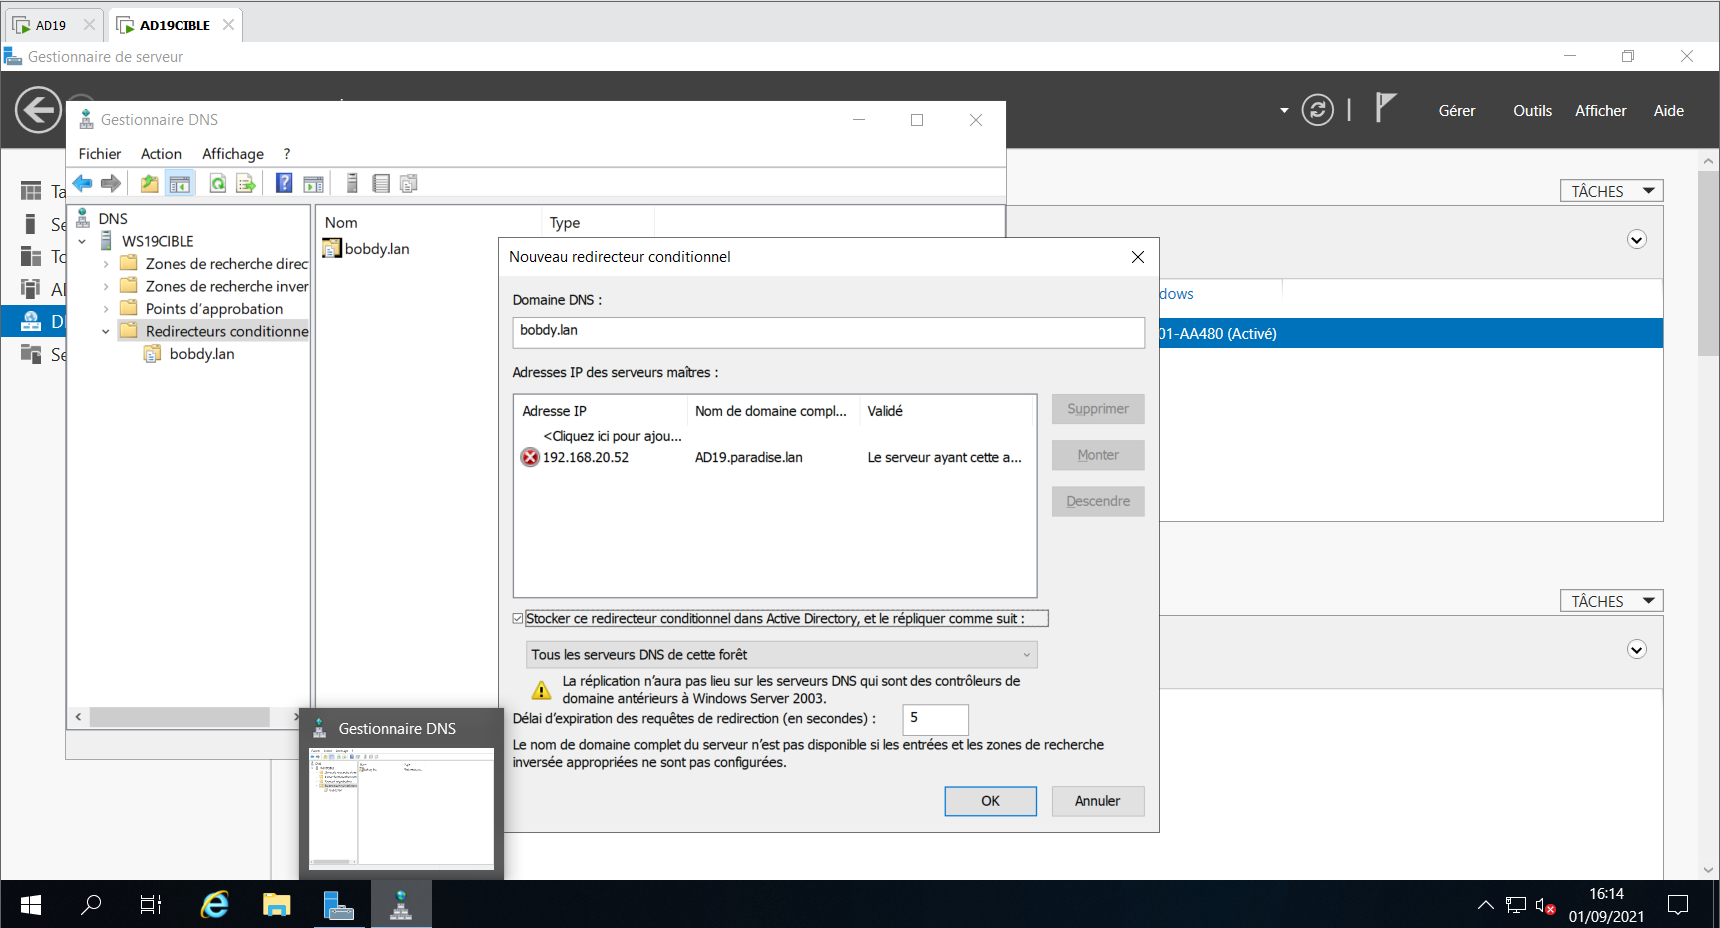 AD19
AD19CIBLE
Gestionnaire de serveur
Gérer
Outils
Afficher
Aide
Gestionnaire DNS
Fichier
Action
Affichage
?
TÂCHES
DNS
WS19CIBLE
Zones de recherche direc
Zones de recherche inver
Points d'approbation
Redirecteurs conditionne
bobdy.lan
Nom
Type
bobdy.lan
Nouveau redirecteur conditionnel
Domaine DNS :
bobdy.lan
Adresses IP des serveurs maîtres :
Adresse IP
Nom de domaine compl...
Validé
<Cliquez ici pour ajou...
192.168.20.52
AD19.paradise.lan
Le serveur ayant cette a...
Supprimer
Monter
Descendre
Stocker ce redirecteur conditionnel dans Active Directory, et le répliquer comme suit :
Tous les serveurs DNS de cette forêt
La réplication n'aura pas lieu sur les serveurs DNS qui sont des contrôleurs de
domaine antérieurs à Windows Server 2003.
Délai d'expiration des requêtes de redirection (en secondes) :
5
Le nom de domaine complet du serveur n'est pas disponible si les entrées et les zones de recherche
inversée appropriées ne sont pas configurées.
OK
Annuler
dows
01-AA480 (Activé)
TÂCHES
Gestionnaire DNS
16:14
01/09/2021